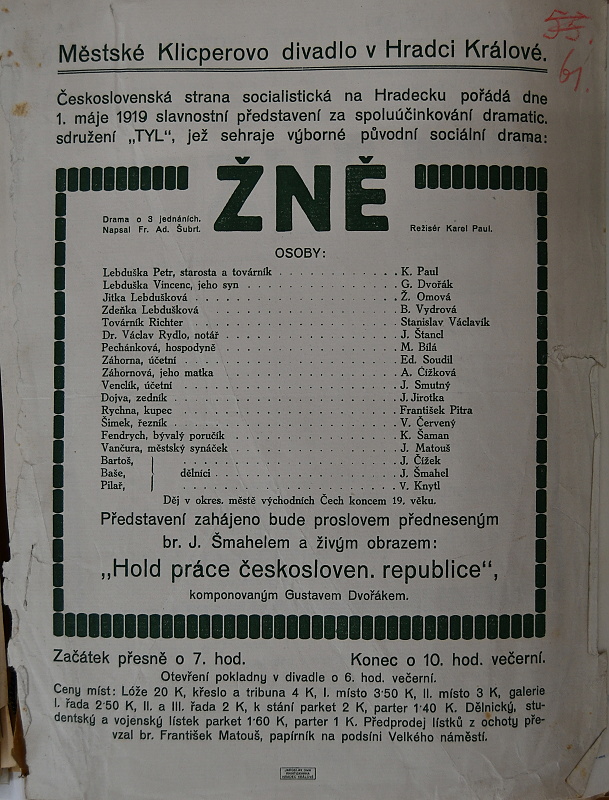 53.
61.
Městské Klicperovo divadlo v Hradci Králové.
Československá strana socialistická na Hradecku pořádá dne
1. máje 1919 slavnostní představení za spoluúčinkování dramatic.
sdružení „TYL“, jež sehraje výborné původní sociální drama:
ŽNĚ
Drama o 3 jednáních.
Napsal Fr. Ad. Šubrt.
Režisér Karel Paul.
OSOBY:
Lebduška Petr, starosta a továrník . . . . . . . . . . . . K. Paul
Lebduška Vincenc, jeho syn . . . . . . . . . . . . G. Dvořák
Jitka Lebdušková . . . . . . . . . . . . Ž. Omová
Zdeňka Lebdušková . . . . . . . . . . . . B. Vydrová
Továrník Richter . . . . . . . . . . . . Stanislav Václavík
Dr. Václav Rydlo, notář . . . . . . . . . . . . J. Štancl
Pechánková, hospodyně . . . . . . . . . . . . M. Bílá
Záhorna, účetní . . . . . . . . . . . . Ed. Soudil
Záhornová, jeho matka . . . . . . . . . . . . A. Čížková
Venclík, účetní . . . . . . . . . . . . J. Smutný
Dojva, zedník . . . . . . . . . . . . J. Jirotka
Rychna, kupec . . . . . . . . . . . . František Pitra
Šimek, řezník . . . . . . . . . . . . V. Červený
Fendrych, bývalý poručík . . . . . . . . . . . . K. Šaman
Vančura, městský synáček . . . . . . . . . . . . J. Matouš
Bartoš, . . . . . . . . . . . . J. Čížek
Baše, dělníci . . . . . . . . . . . . J. Šmahel
Pilař, . . . . . . . . . . . . V. Knytl
Děj v okres. městě východních Čech koncem 19. věku.
Představení zahájeno bude proslovem předneseným
br. J. Šmahelem a živým obrazem:
„Hold práce českosloven. republice“,
komponovaným Gustavem Dvořákem.
Začátek přesně o 7. hod. Konec o 10. hod. večerní.
Otevření pokladny v divadle o 6. hod. večerní.
Ceny míst: Lóže 20 K, křeslo a tribuna 4 K, I. místo 3·50 K, II. místo 3 K, galerie
I. řada 2·50 K, II. a III. řada 2 K, k stání parket 2 K, parter 1·40 K. Dělnický, stu-
dentský a vojenský lístek parket 1·60 K, parter 1 K. Předprodej lístků z ochoty pře-
vzal br. František Matouš, papírník na podsíni Velkého náměstí.